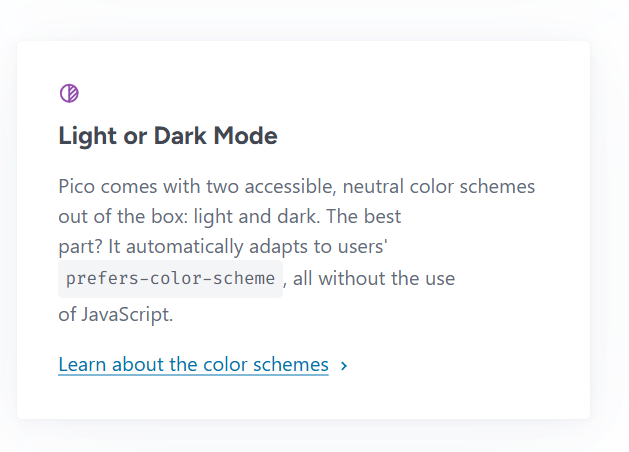 Light or Dark Mode
Pico comes with two accessible, neutral color schemes
out of the box: light and dark. The best
part? It automatically adapts to users'
prefers-color-scheme, all without the use
of JavaScript.
Learn about the color schemes